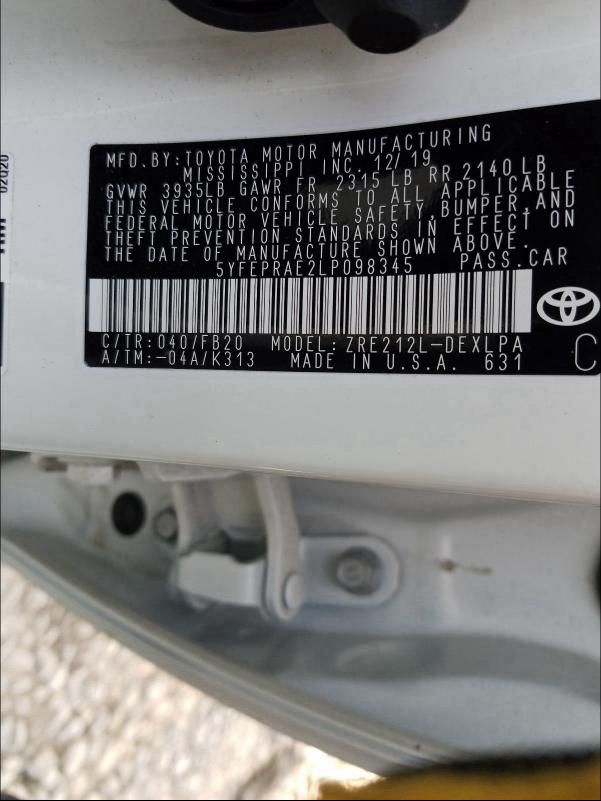 MFD. BY: TOYOTA MOTOR MANUFACTURING
MISSISSIPPI, INC. 12/19
GVWR 3935LB GAWR FR 2315 LB RR 2140 LB
THIS VEHICLE CONFORMS TO ALL APPLICABLE
FEDERAL MOTOR VEHICLE SAFETY, BUMPER, AND
THEFT PREVENTION STANDARDS IN EFFECT ON
THE DATE OF MANUFACTURE SHOWN ABOVE.
5YFEPRAE2LP098345 PASS. CAR
C/TR: 040/FB20 MODEL: ZRE212L-DEXLPA
A/TM: -04A/K313 MADE IN U.S.A. 631
C